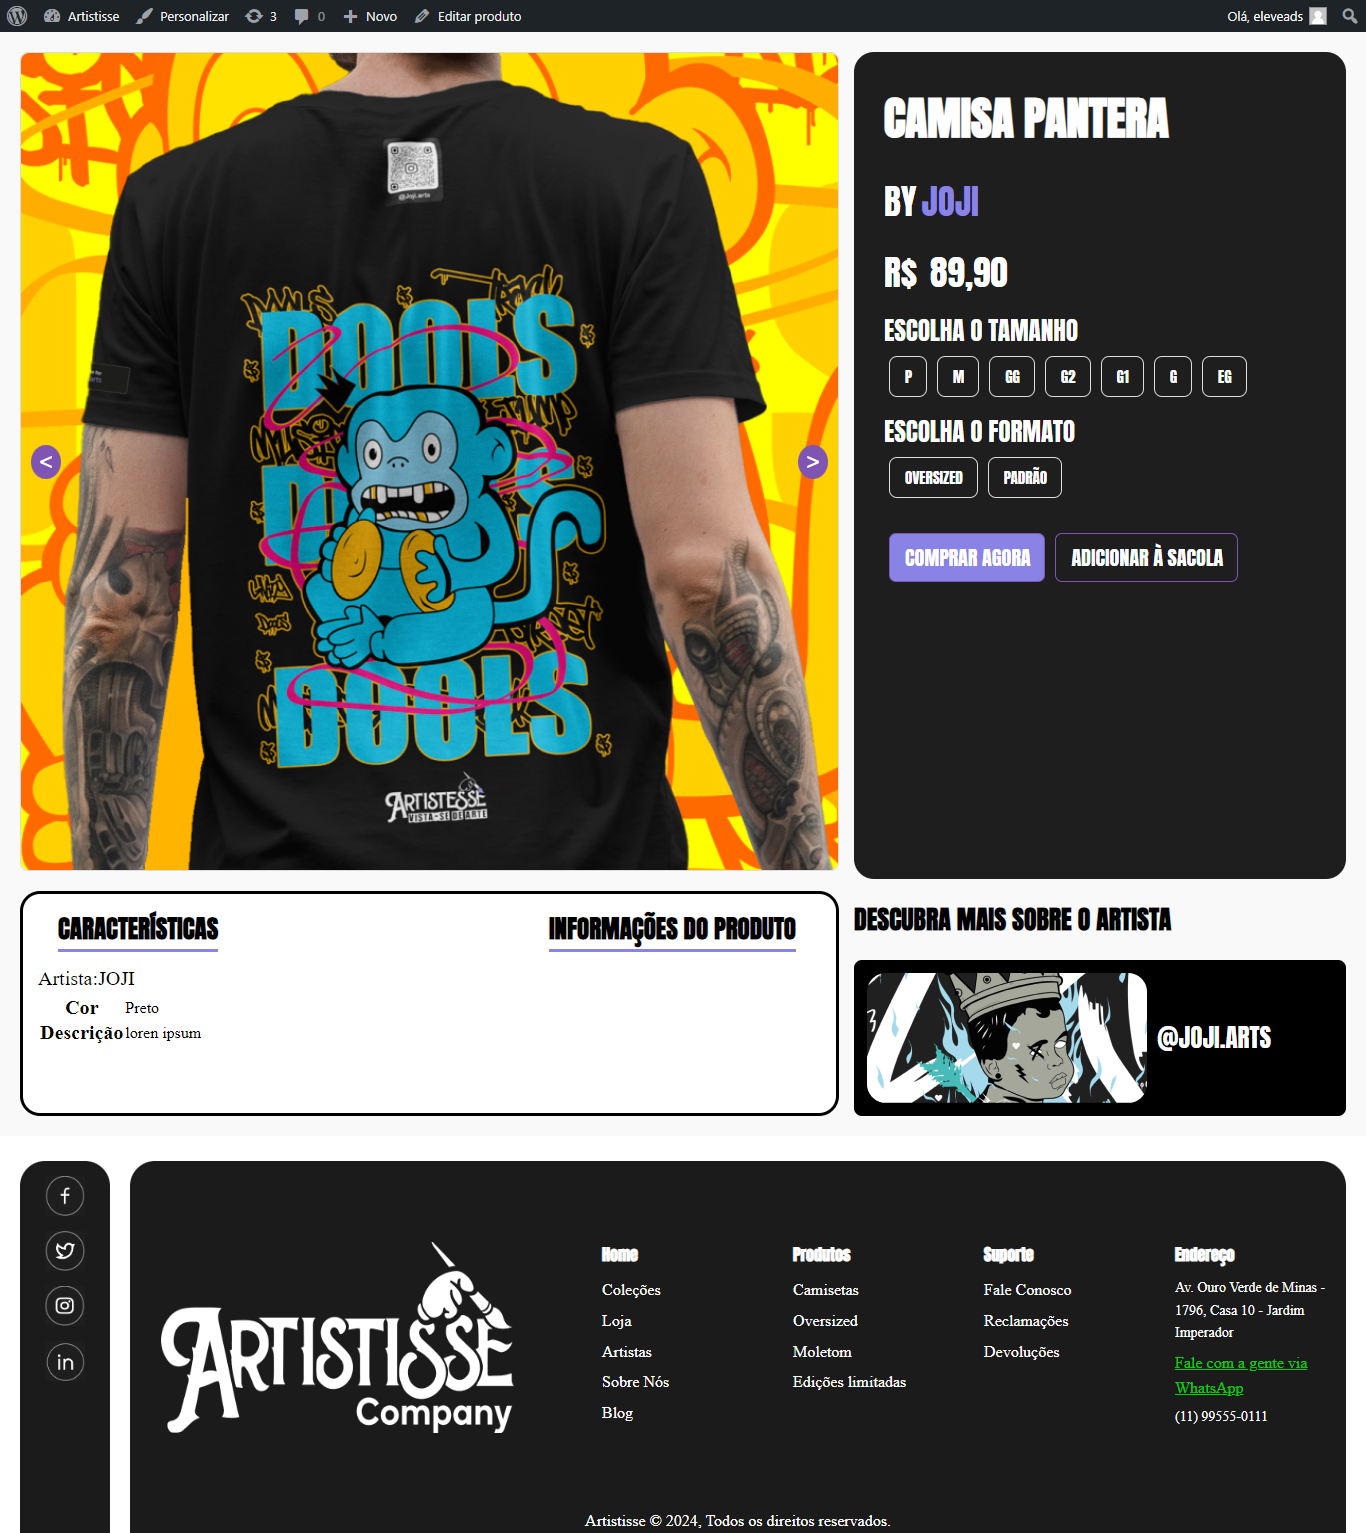 Artistisse
Personalizar
3
0
Novo
Editar produto
Olá, eleveads
@Joji.arts
DOOLS
DOOLS
ARTISTESSE
VISTA-SE DE ARTE
<
>
CAMISA PANTERA
BY JOJI
R$ 89,90
ESCOLHA O TAMANHO
P
M
GG
G2
G1
G
EG
ESCOLHA O FORMATO
OVERSIZED
PADRÃO
COMPRAR AGORA
ADICIONAR À SACOLA
CARACTERÍSTICAS
INFORMAÇÕES DO PRODUTO
Artista:JOJI
Cor Preto
Descrição loren ipsum
DESCUBRA MAIS SOBRE O ARTISTA
@JOJI.ARTS
ARTISTISSE
Company
Home
Coleções
Loja
Artistas
Sobre Nós
Blog
Produtos
Camisetas
Oversized
Moletom
Edições limitadas
Suporte
Fale Conosco
Reclamações
Devoluções
Endereço
Av. Ouro Verde de Minas -
1796, Casa 10 - Jardim
Imperador
Fale com a gente via
WhatsApp
(11) 99555-0111
Artistisse © 2024, Todos os direitos reservados.